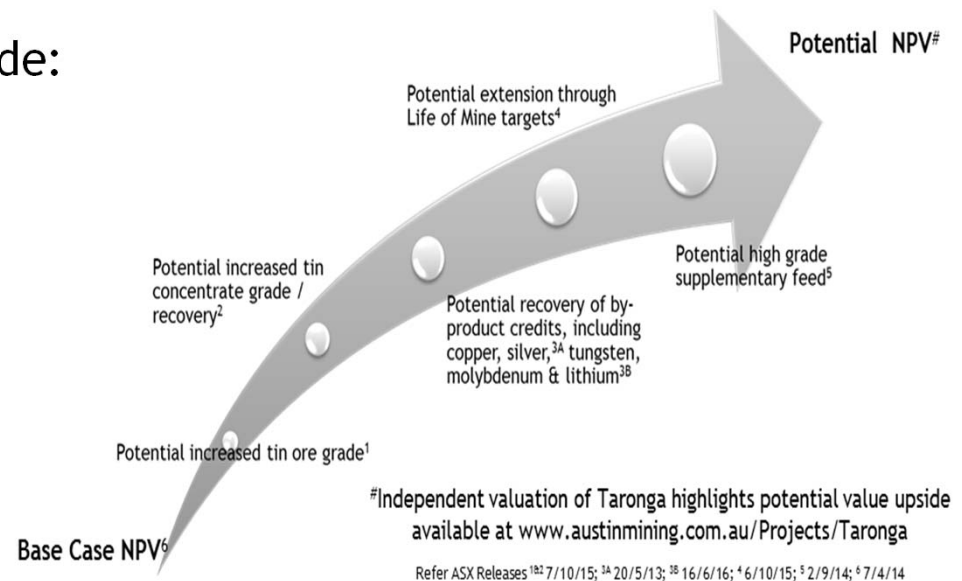 de:
Potential NPV#
Potential extension through
Life of Mine targets4
Potential increased tin
concentrate grade /
recovery2
Potential high grade
supplementary feed5
Potential recovery of by-
product credits, including
copper, silver,3A tungsten,
molybdenum & lithium3B
Potential increased tin ore grade1
#Independent valuation of Taronga highlights potential value upside
available at www.austinmining.com.au/Projects/Taronga
Base Case NPV6
Refer ASX Releases 1&2 7/10/15; 3A 20/5/13; 3B 16/6/16; 4 6/10/15; 5 2/9/14; 6 7/4/14